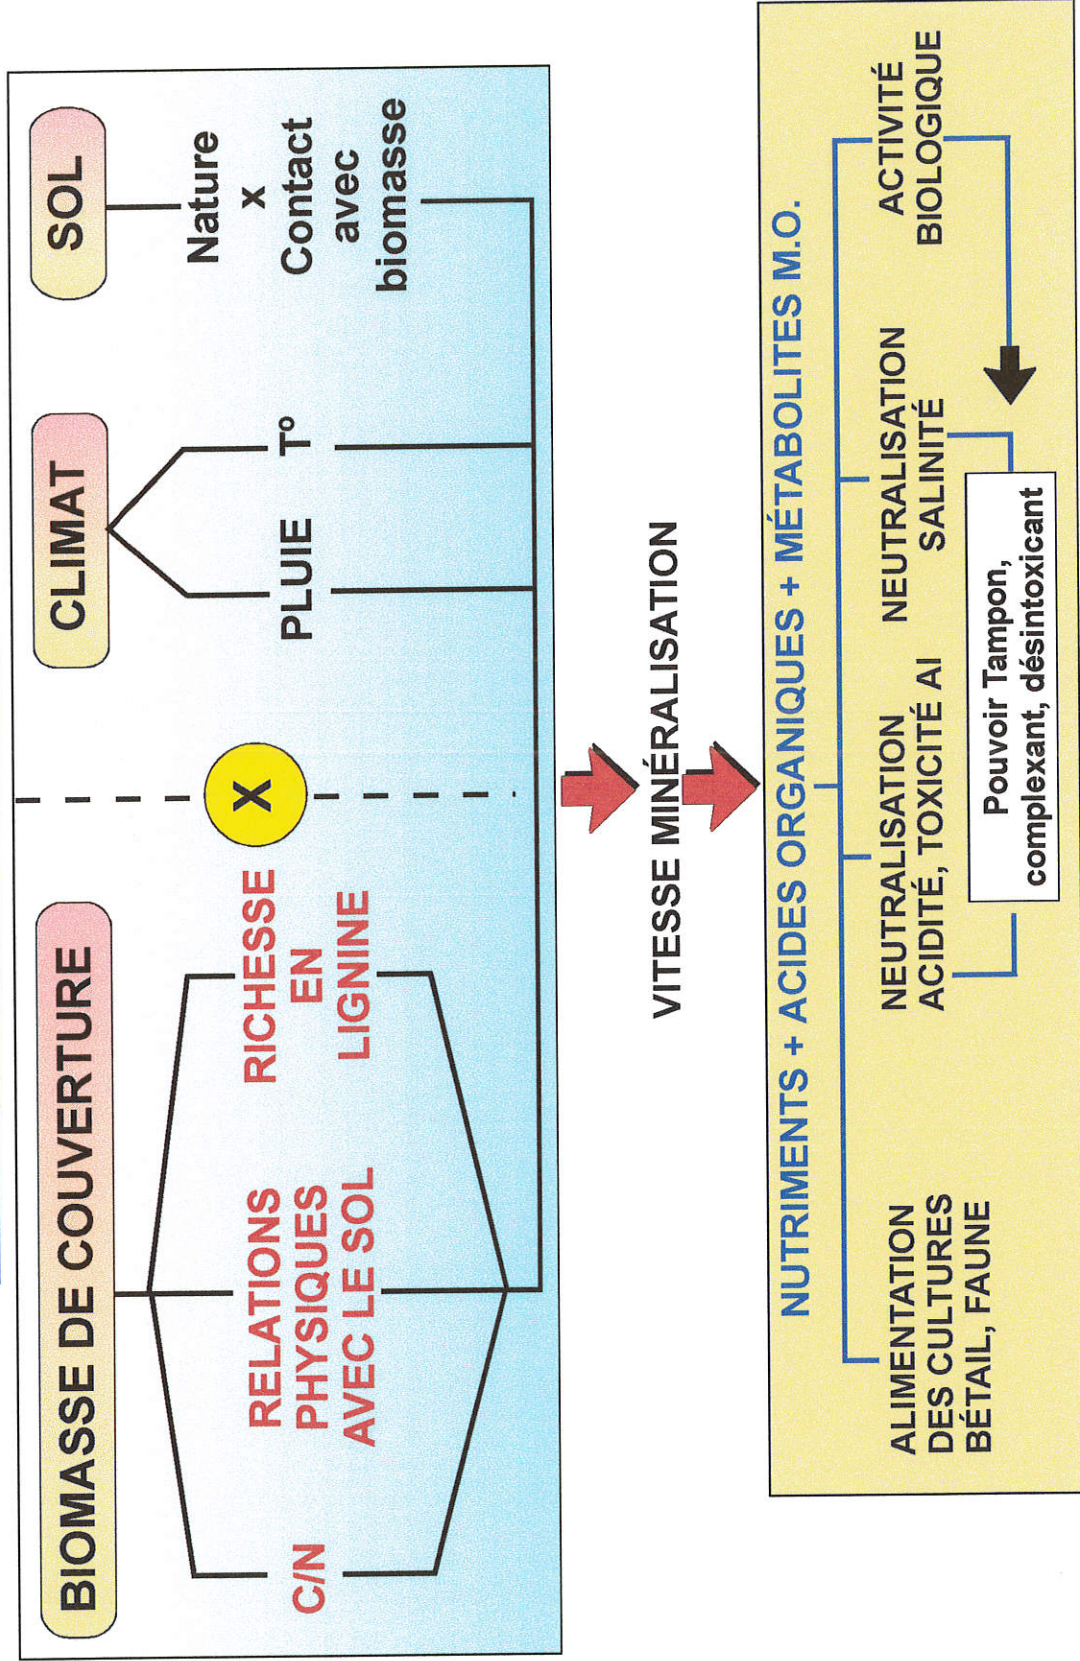 BIOMASSE DE COUVERTURE
CLIMAT
SOL
C/N
RELATIONS
PHYSIQUES
AVEC LE SOL
RICHESSE
EN
LIGNINE
X
PLUIE
T°
Nature
x
Contact
avec
biomasse
VITESSE MINÉRALISATION
NUTRIMENTS + ACIDES ORGANIQUES + MÉTABOLITES M.O.
ALIMENTATION
DES CULTURES
BÉTAIL, FAUNE
NEUTRALISATION
ACIDITÉ, TOXICITÉ Al
NEUTRALISATION
SALINITÉ
ACTIVITÉ
BIOLOGIQUE
Pouvoir Tampon,
complexant, désintoxicant